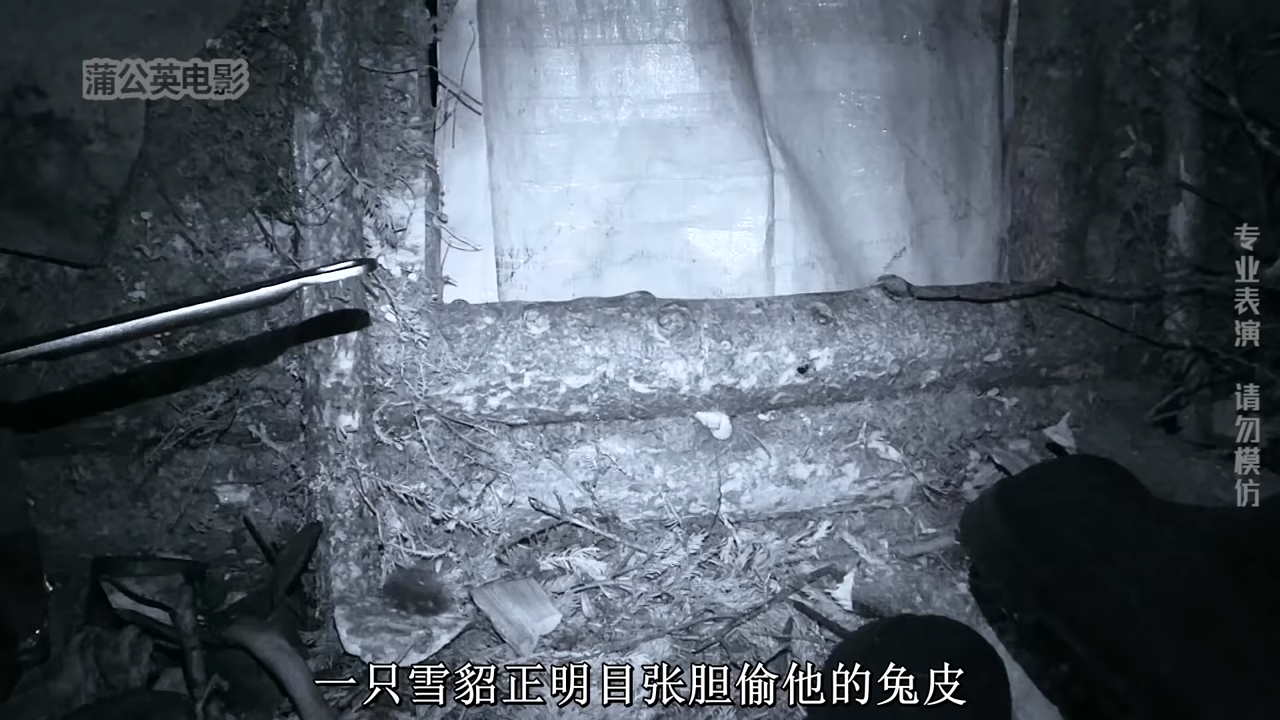 蒲公英电影
专业表演 请勿模仿
一只雪貂正明目张胆偷他的兔皮